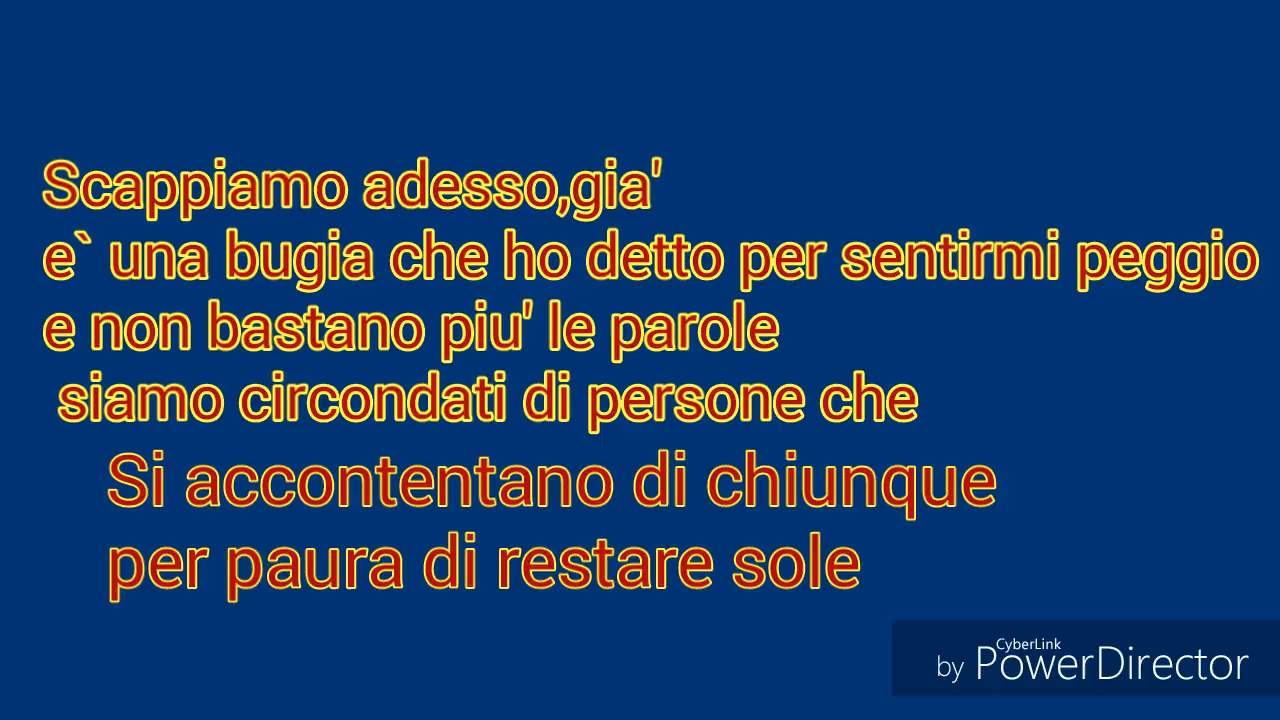 Scappiamo adesso,gia'
e` una bugia che ho detto per sentirmi peggio
e non bastano piu' le parole
siamo circondati di persone che
Si accontentano di chiunque
per paura di restare sole
CyberLink
by PowerDirector